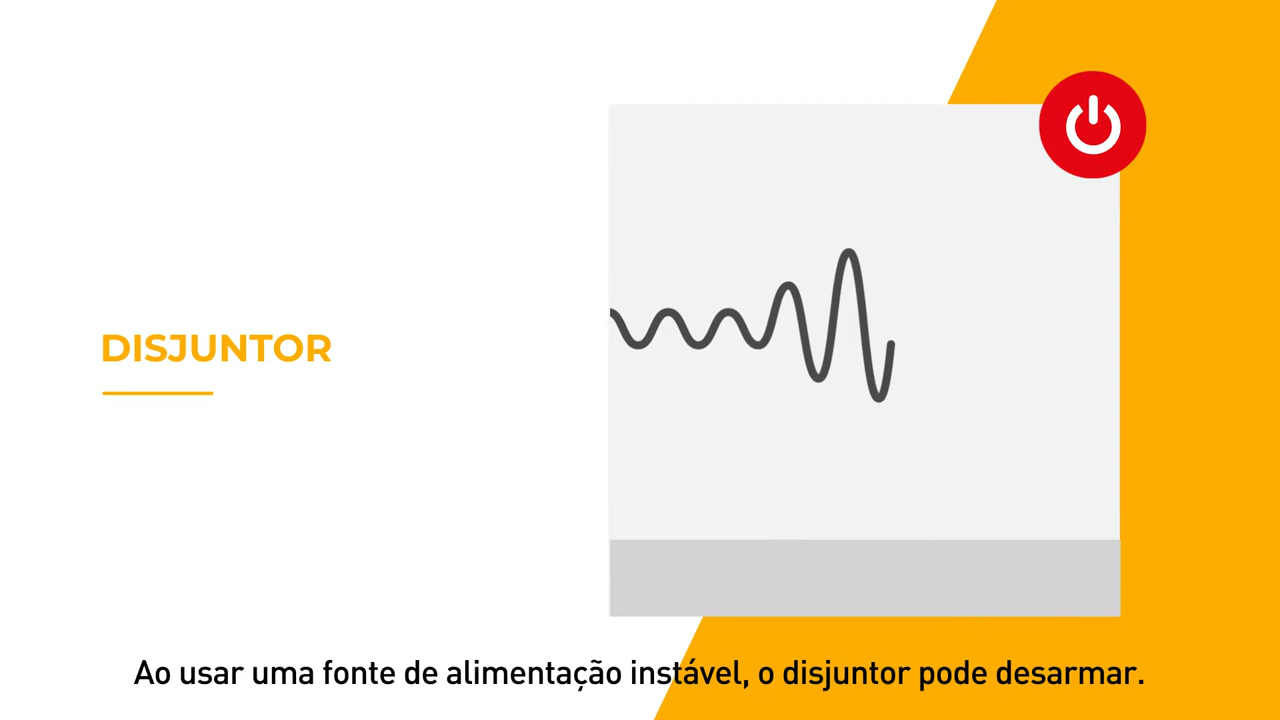 DISJUNTOR
Ao usar uma fonte de alimentação instável, o disjuntor pode desarmar.